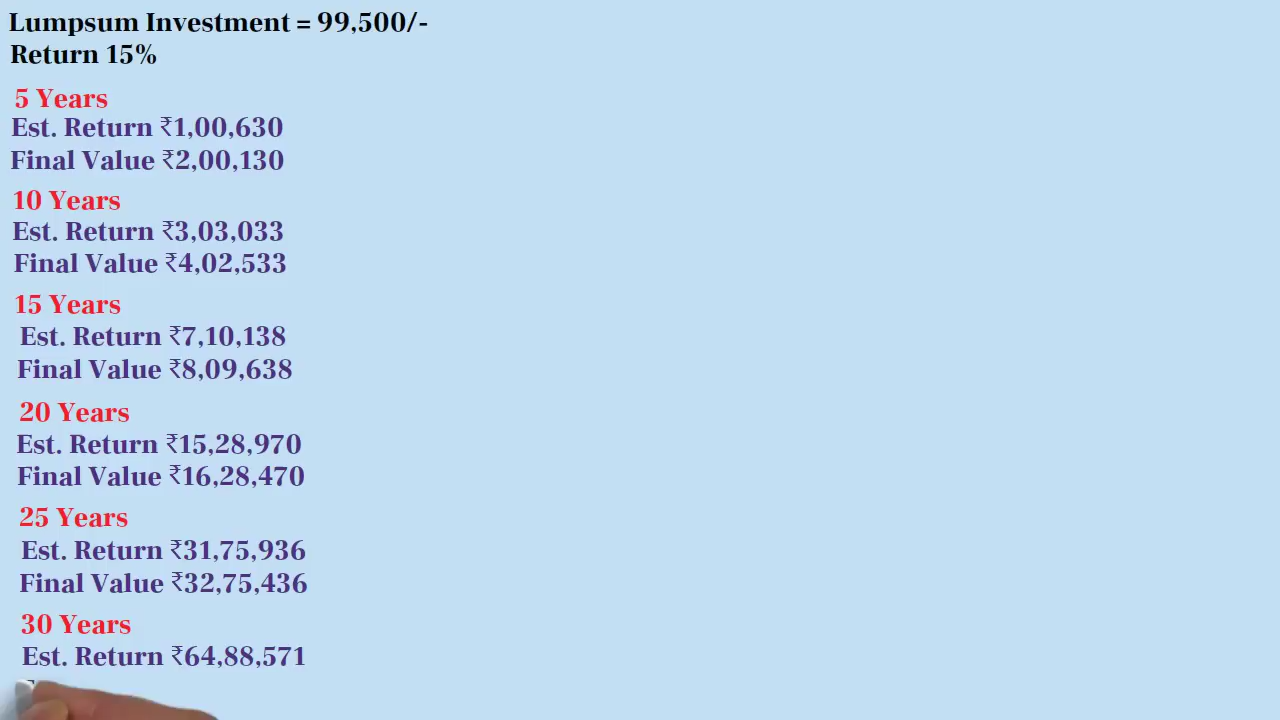 Lumpsum Investment = 99,500/-
Return 15%
5 Years
Est. Return ₹1,00,630
Final Value ₹2,00,130
10 Years
Est. Return ₹3,03,033
Final Value ₹4,02,533
15 Years
Est. Return ₹7,10,138
Final Value ₹8,09,638
20 Years
Est. Return ₹15,28,970
Final Value ₹16,28,470
25 Years
Est. Return ₹31,75,936
Final Value ₹32,75,436
30 Years
Est. Return ₹64,88,571